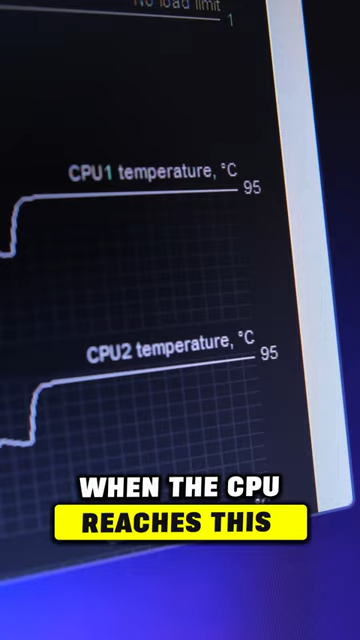 No load limit
1
CPU1 temperature, °C
95
CPU2 temperature, °C
95
WHEN THE CPU
REACHES THIS